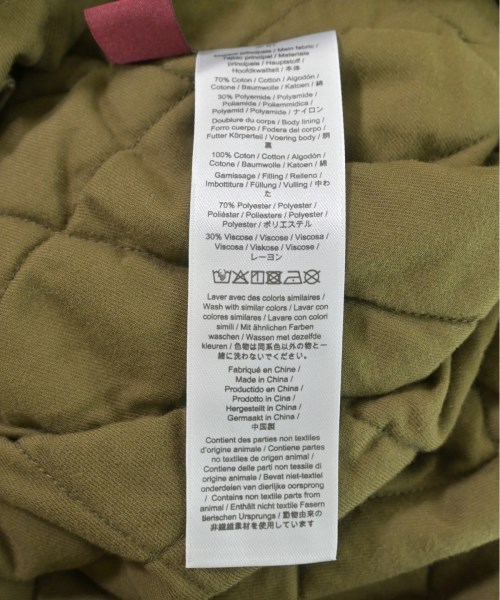 principale / Main fabric /
principal / Materiale
principale / Hauptstoff /
Hoofdkwaliteit / 本体
70% Coton / Cotton / Algodón /
Cotone / Baumwolle / Katoen / 綿
30% Polyamide / Polyamide /
Poliamida / Poliammidica /
Polyamid / Polyamide / ナイロン
Doublure du corps / Body lining /
Forro cuerpo / Fodera del corpo /
Futter Körperteil / Voering body / 胴
裏
100% Coton / Cotton / Algodón /
Cotone / Baumwolle / Katoen / 綿
Garnissage / Filling / Relleno /
Imbottitura / Füllung / Vulling / 中わ
た
70% Polyester / Polyester /
Poliéster / Poliestere / Polyester /
Polyester / ポリエステル
30% Viscose / Viscose / Viscosa /
Viscosa / Viskose / Viscose /
レーヨン
Laver avec des coloris similaires /
Wash with similar colors / Lavar con
colores similares / Lavare con colori
simili / Mit ähnlichen Farben
waschen / Wassen met dezelfde
kleuren / 色物は同系色以外の物と一
緒に洗わないでください。
Fabriqué en Chine /
Made in China /
Productido en China /
Prodotto in Cina /
Hergestellt in China /
Germaakt in China /
中国製
Contient des parties non textiles
d'origine animale / Contiene partes
no textiles de origen animal /
Contiene delle parti non tessile di
origine animale / Bevat niet-textiel
onderdelen van dierlijke oorsprong
/ Contains non textile parts from
animal / Enthält nicht textile Fasern
tierischen Ursprungs / 動物由来の
非繊維素材を使用しています